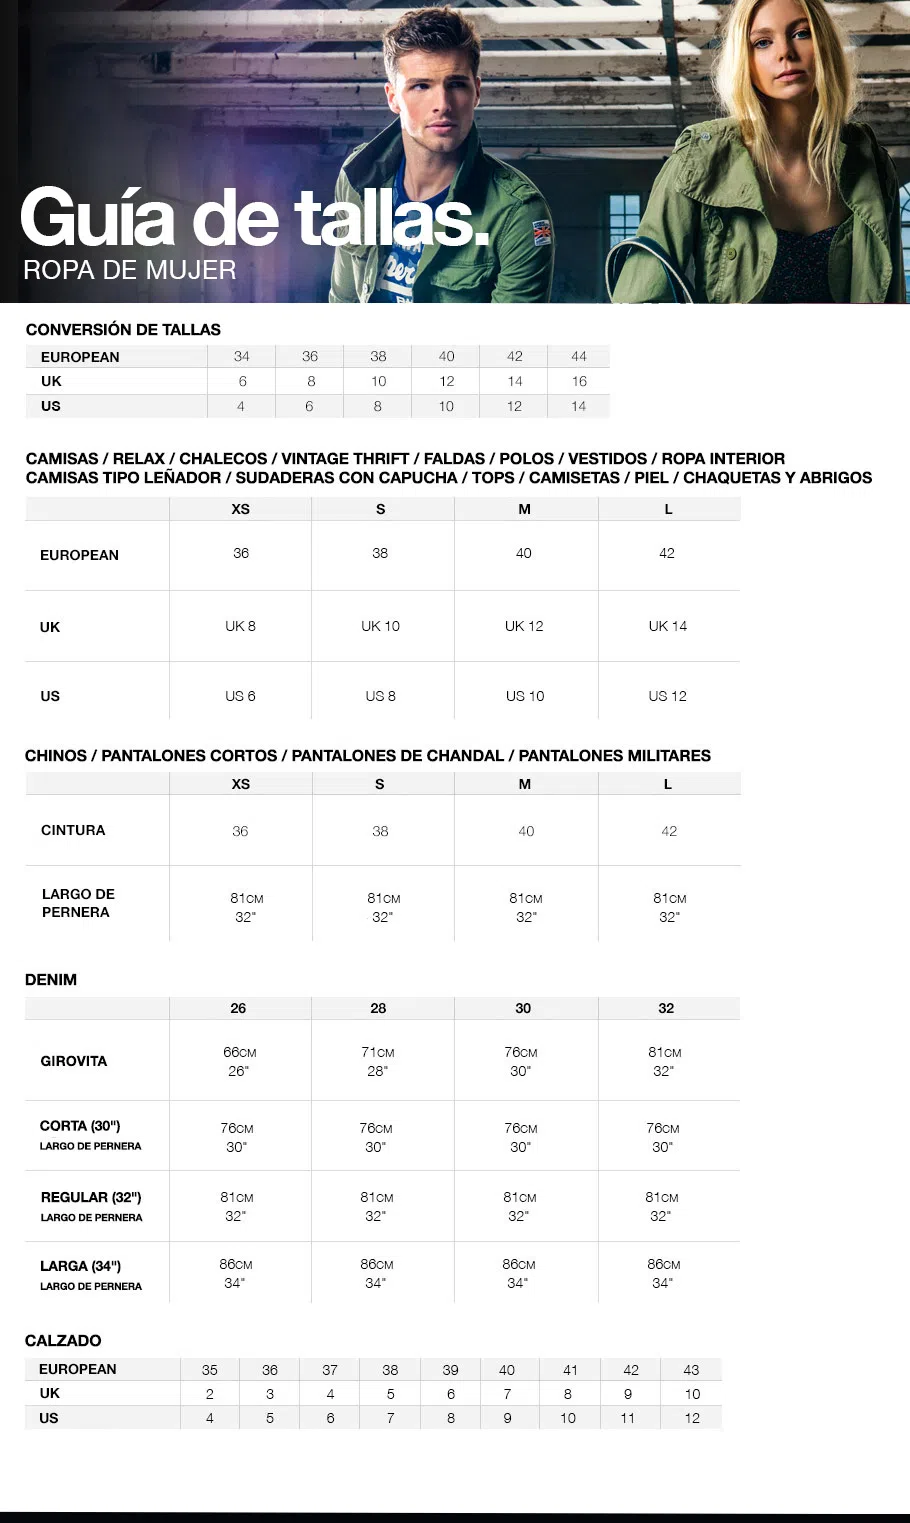 Guía de tallas.
ROPA DE MUJER
CONVERSIÓN DE TALLAS
EUROPEAN 34 36 38 40 42 44
UK 6 8 10 12 14 16
US 4 6 8 10 12 14
CAMISAS / RELAX / CHALECOS / VINTAGE THRIFT / FALDAS / POLOS / VESTIDOS / ROPA INTERIOR
CAMISAS TIPO LEÑADOR / SUDADERAS CON CAPUCHA / TOPS / CAMISETAS / PIEL / CHAQUETAS Y ABRIGOS
XS S M L
EUROPEAN 36 38 40 42
UK UK 8 UK 10 UK 12 UK 14
US US 6 US 8 US 10 US 12
CHINOS / PANTALONES CORTOS / PANTALONES DE CHANDAL / PANTALONES MILITARES
XS S M L
CINTURA 36 38 40 42
LARGO DE PERNERA 81CM 81CM 81CM 81CM
32" 32" 32" 32"
DENIM
26 28 30 32
GIROVITA 66CM 71CM 76CM 81CM
26" 28" 30" 32"
CORTA (30") 76CM 76CM 76CM 76CM
LARGO DE PERNERA 30" 30" 30" 30"
REGULAR (32") 81CM 81CM 81CM 81CM
LARGO DE PERNERA 32" 32" 32" 32"
LARGA (34") 86CM 86CM 86CM 86CM
LARGO DE PERNERA 34" 34" 34" 34"
CALZADO
EUROPEAN 35 36 37 38 39 40 41 42 43
UK 2 3 4 5 6 7 8 9 10
US 4 5 6 7 8 9 10 11 12